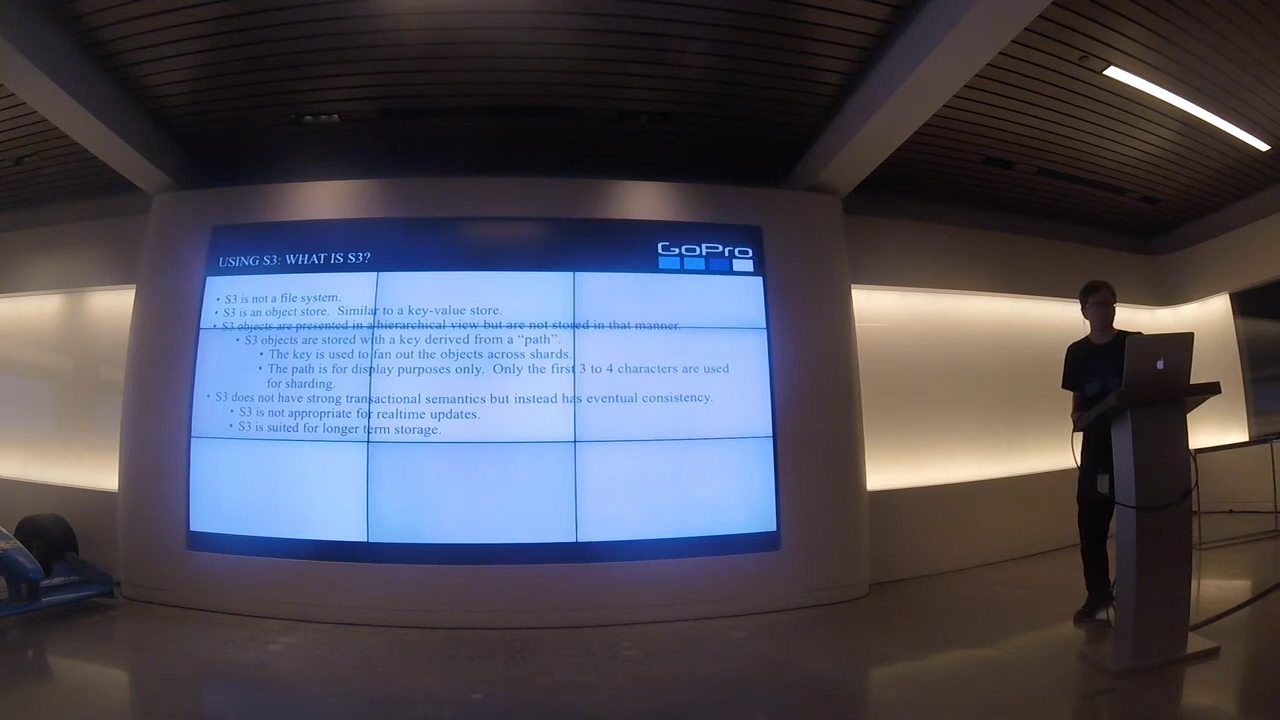 USING S3: WHAT IS S3?
GoPro
• S3 is not a file system.
• S3 is an object store. Similar to a key-value store.
• S3 objects are presented in a hierarchical view but are not stored in that manner.
• S3 objects are stored with a key derived from a "path".
• The key is used to fan out the objects across shards.
• The path is for display purposes only. Only the first 3 to 4 characters are used
for sharding.
• S3 does not have strong transactional semantics but instead has eventual consistency.
• S3 is not appropriate for realtime updates.
• S3 is suited for longer term storage.